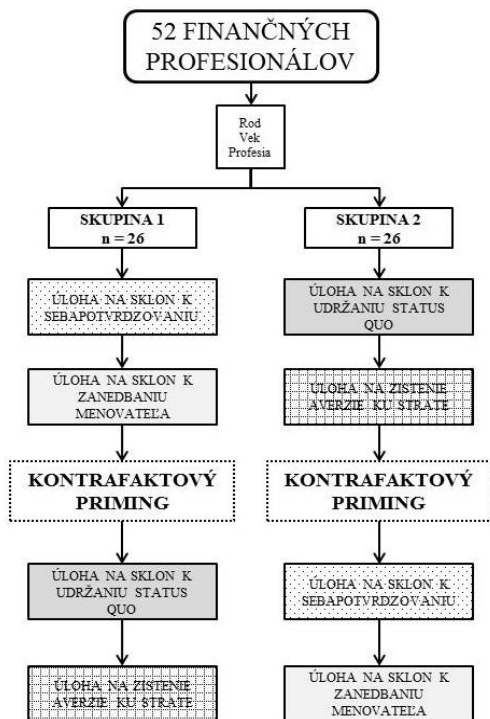 52 FINANČNÝCH
PROFESIONÁLOV
Rod
Vek
Profesia
SKUPINA 1
n = 26
SKUPINA 2
n = 26
ÚLOHA NA SKLON K
SEBAPOTVRDZOVANIU
ÚLOHA NA SKLON K
UDRŽANIU STATUS
QUO
ÚLOHA NA SKLON K
ZANEDBANIU
MENOVATEĽA
ÚLOHA NA ZISTENIE
AVERZIE KU STRATE
KONTRAFAKTOVÝ
PRIMING
KONTRAFAKTOVÝ
PRIMING
ÚLOHA NA SKLON K
UDRŽANIU STATUS
QUO
ÚLOHA NA SKLON K
SEBAPOTVRDZOVANIU
ÚLOHA NA ZISTENIE
AVERZIE KU STRATE
ÚLOHA NA SKLON K
ZANEDBANIU
MENOVATEĽA